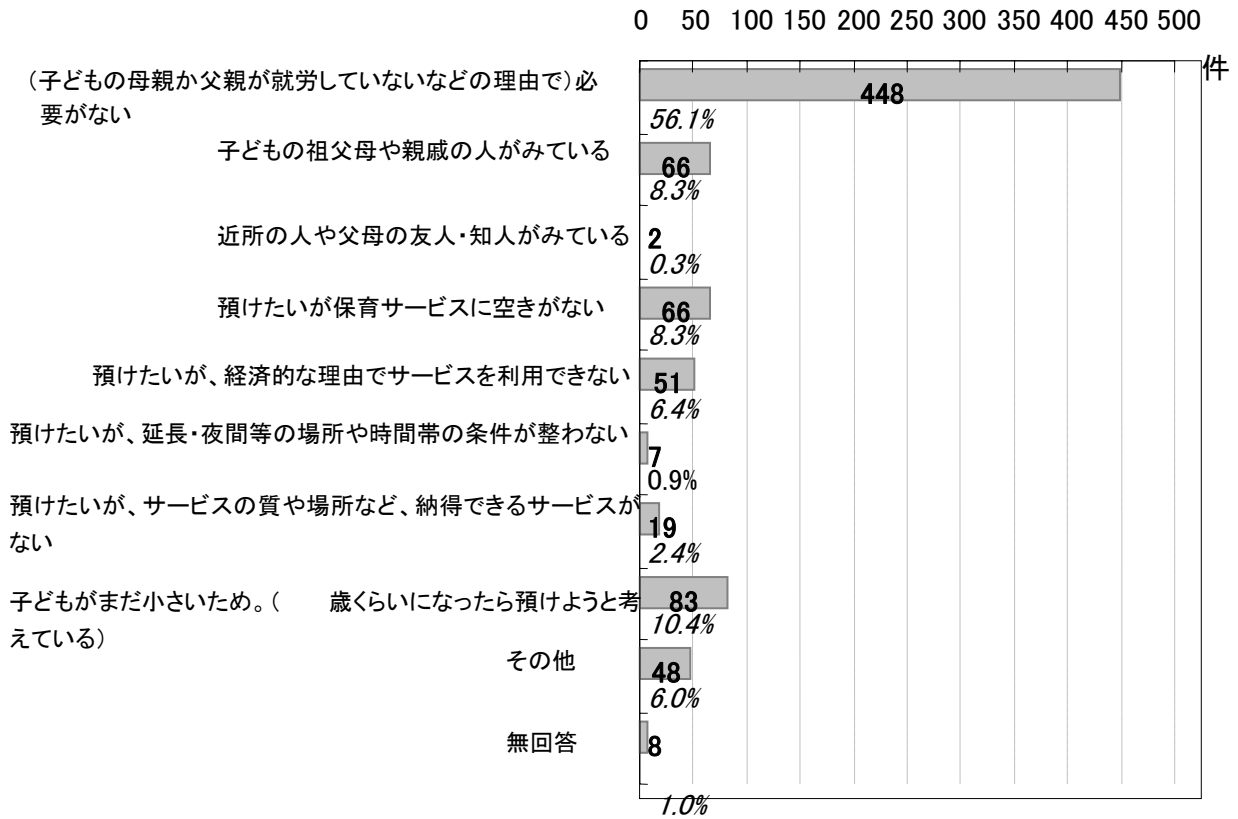 0 50 100 150 200 250 300 350 400 450 500
件
（子どもの母親か父親が就労していないなどの理由で）必
要がない
448
56.1%
子どもの祖父母や親戚の人がみている
66
8.3%
近所の人や父母の友人・知人がみている
2
0.3%
預けたいが保育サービスに空きがない
66
8.3%
預けたいが、経済的な理由でサービスを利用できない
51
6.4%
預けたいが、延長・夜間等の場所や時間帯の条件が整わない
7
0.9%
預けたいが、サービスの質や場所など、納得できるサービスが
ない
19
2.4%
子どもがまだ小さいため。（　　歳くらいになったら預けようと考
えている）
83
10.4%
その他
48
6.0%
無回答
8
1.0%